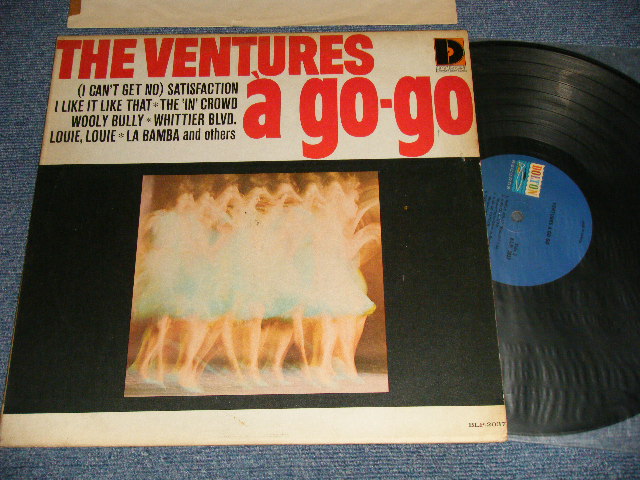 THE VENTURES
à go-go
(I CAN'T GET NO) SATISFACTION
I LIKE IT LIKE THAT * THE 'IN' CROWD
WOOLY BULLY * WHITTIER BLVD.
LOUIE, LOUIE * LA BAMBA and others
BLP-2037
DOLTON